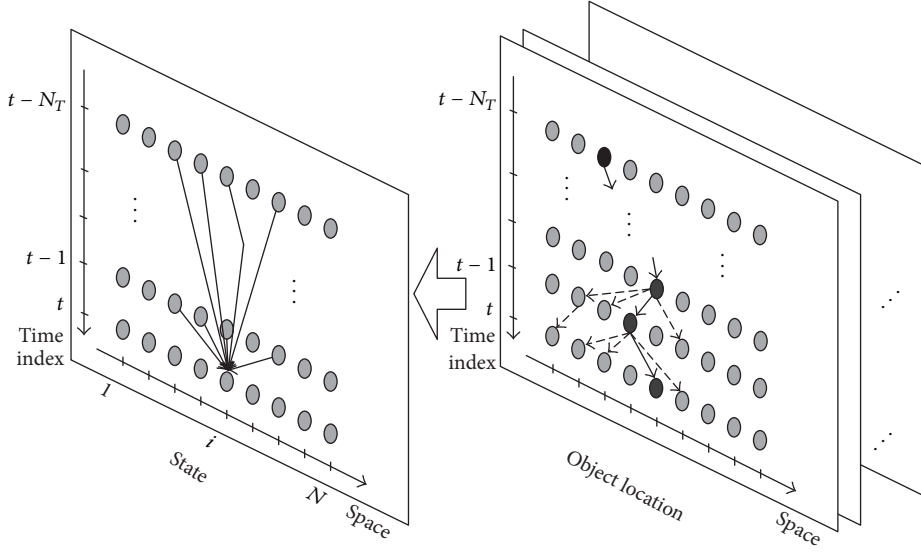 t − N_T
⋮
⋮
t − 1
t
Time
index
1
i
N
State
Space
t − N_T
⋮
⋮
⋮
t − 1
t
Time
index
Object location
Space
⋰
⋰